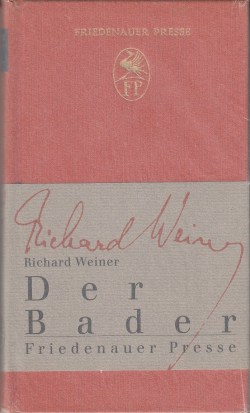 FRIEDENAUER PRESSE
FP
Richard Weiner
Richard Weiner
Der
Bader
Friedenauer Presse